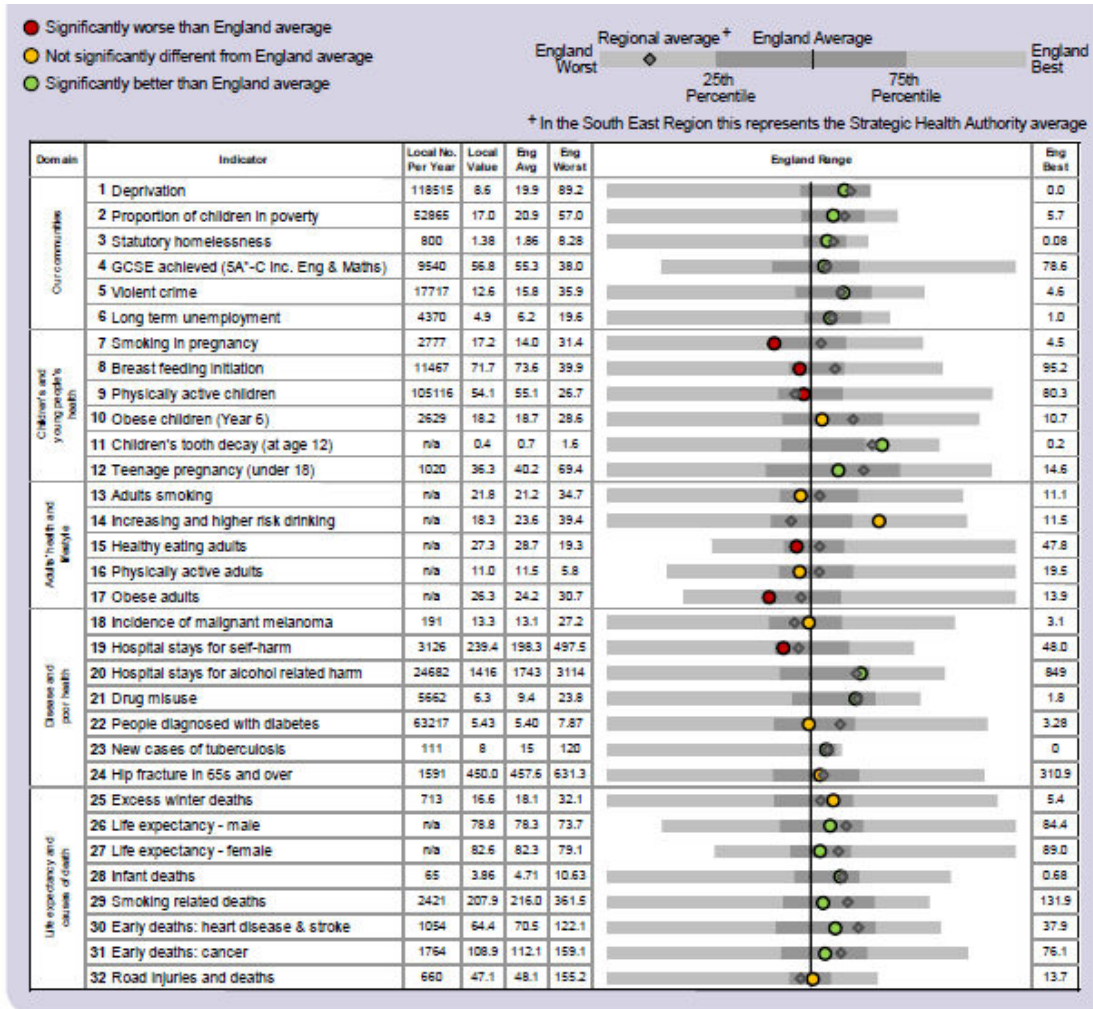 Significantly worse than England average
Not significantly different from England average
Significantly better than England average
Regional average + England Average
England Worst
England Best
25th Percentile
75th Percentile
+ In the South East Region this represents the Strategic Health Authority average
Domain Indicator Local No. Per Year Local Value Eng Avg Eng Worst England Range Eng Best
Our communities
1 Deprivation 118515 8.6 19.9 89.2 0.0
2 Proportion of children in poverty 52865 17.0 20.9 57.0 5.7
3 Statutory homelessness 800 1.38 1.86 8.28 0.08
4 GCSE achieved (5A*-C inc. Eng & Maths) 9540 56.8 55.3 38.0 78.6
5 Violent crime 17717 12.6 15.8 35.9 4.6
6 Long term unemployment 4370 4.9 6.2 19.6 1.0
Children's and young people's health
7 Smoking in pregnancy 2777 17.2 14.0 31.4 4.5
8 Breast feeding initiation 11467 71.7 73.6 39.9 95.2
9 Physically active children 105116 54.1 55.1 26.7 80.3
10 Obese children (Year 6) 2629 18.2 18.7 28.6 10.7
11 Children's tooth decay (at age 12) n/a 0.4 0.7 1.6 0.2
12 Teenage pregnancy (under 18) 1020 36.3 40.2 69.4 14.6
Adults' health and lifestyle
13 Adults smoking n/a 21.8 21.2 34.7 11.1
14 Increasing and higher risk drinking n/a 18.3 23.6 39.4 11.5
15 Healthy eating adults n/a 27.3 28.7 19.3 47.8
16 Physically active adults n/a 11.0 11.5 5.8 19.5
17 Obese adults n/a 26.3 24.2 30.7 13.9
Disease and poor health
18 Incidence of malignant melanoma 191 13.3 13.1 27.2 3.1
19 Hospital stays for self-harm 3126 239.4 198.3 497.5 48.0
20 Hospital stays for alcohol related harm 24682 1416 1743 3114 849
21 Drug misuse 5662 6.3 9.4 23.8 1.8
22 People diagnosed with diabetes 63217 5.43 5.40 7.87 3.28
23 New cases of tuberculosis 111 8 15 120 0
24 Hip fracture in 65s and over 1591 450.0 457.6 631.3 310.9
Life expectancy and causes of death
25 Excess winter deaths 713 16.6 18.1 32.1 5.4
26 Life expectancy - male n/a 78.8 78.3 73.7 84.4
27 Life expectancy - female n/a 82.6 82.3 79.1 89.0
28 Infant deaths 65 3.86 4.71 10.63 0.68
29 Smoking related deaths 2421 207.9 216.0 361.5 131.9
30 Early deaths: heart disease & stroke 1054 64.4 70.5 122.1 37.9
31 Early deaths: cancer 1764 108.9 112.1 159.1 76.1
32 Road injuries and deaths 660 47.1 48.1 155.2 13.7